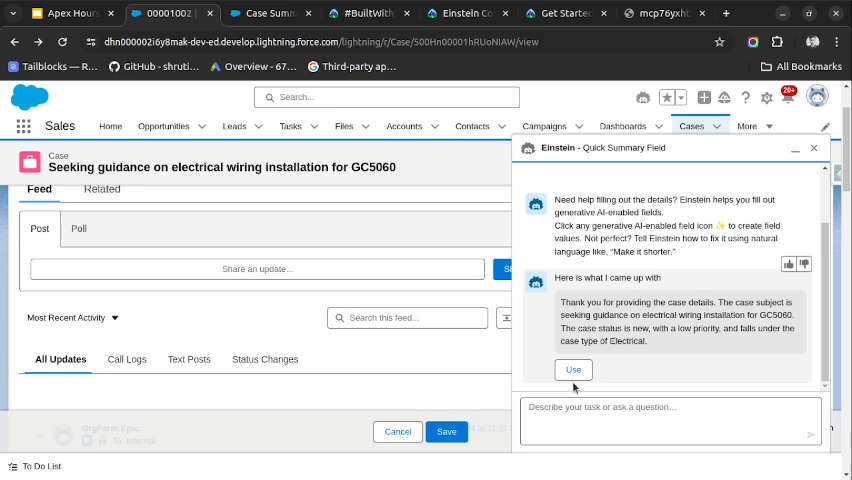 Apex Hours
00001002 |
Case Summ
#BuiltWith
Einstein Co
Get Started
mcp76yxht
dhn000002i6y8mak-dev-ed.develop.lightning.force.com/lightning/r/Case/500Hn00001hRUoNIAW/view
Tailblocks — R...
GitHub - shruti...
Overview - 67...
Third-party ap...
All Bookmarks
Search...
20+
Sales
Home
Opportunities
Leads
Tasks
Files
Accounts
Contacts
Campaigns
Dashboards
Cases
More
Case
Seeking guidance on electrical wiring installation for GC5060
Feed
Related
Post
Poll
Share an update...
Most Recent Activity
Search this feed...
All Updates
Call Logs
Text Posts
Status Changes
OrgFarm Epic
To: Internal
Cancel
Save
To Do List
Einstein - Quick Summary Field
Need help filling out the details? Einstein helps you fill out
generative AI-enabled fields.
Click any generative AI-enabled field icon ✨ to create field
values. Not perfect? Tell Einstein how to fix it using natural
language like, “Make it shorter.”
Here is what I came up with
Thank you for providing the case details. The case subject is
seeking guidance on electrical wiring installation for GC5060.
The case status is new, with a low priority, and falls under the
case type of Electrical.
Use
Describe your task or ask a question…